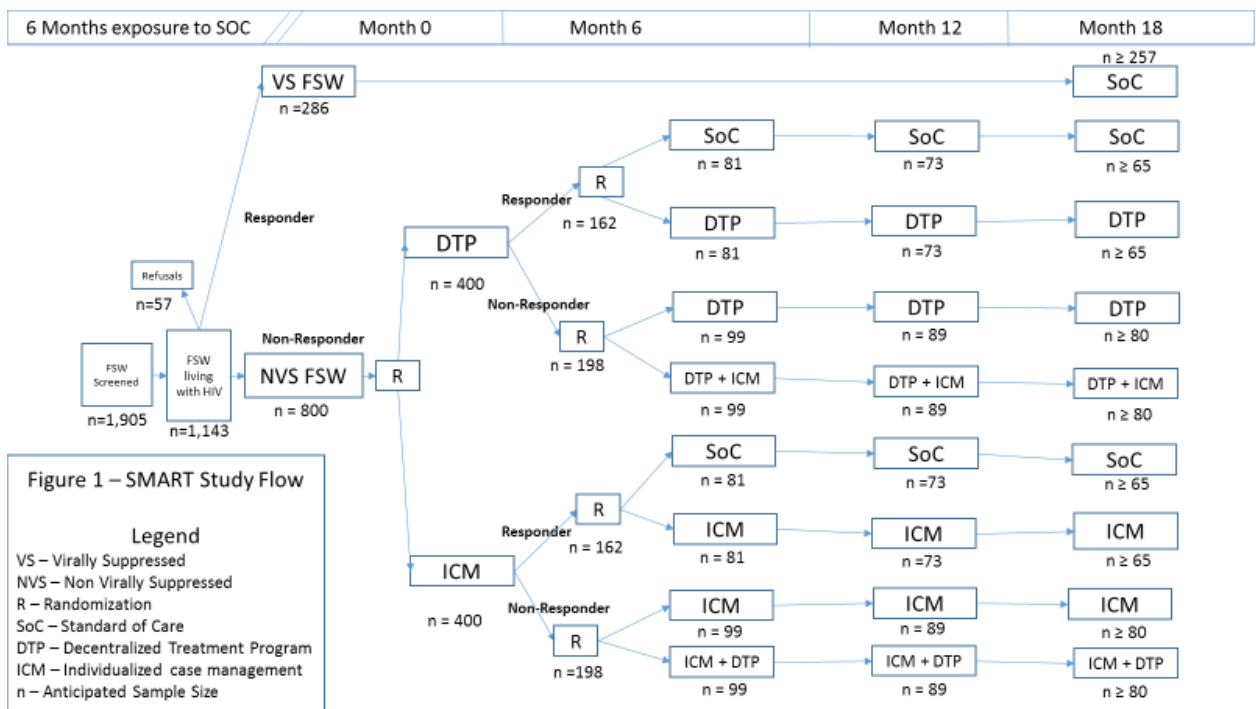 6 Months exposure to SOC
Month 0
Month 6
Month 12
Month 18
n ≥ 257
VS FSW
SoC
n =286
SoC
SoC
SoC
n = 81
n =73
n ≥ 65
R
Responder
Responder
n = 162
DTP
DTP
DTP
DTP
n = 81
n =73
n ≥ 65
n = 400
Refusals
n=57
Non-Responder
DTP
DTP
DTP
n = 99
n = 89
n ≥ 80
R
n = 198
Non-Responder
FSW
Screened
n=1,905
FSW
living
with HIV
n=1,143
NVS FSW
n = 800
R
DTP + ICM
DTP + ICM
DTP + ICM
n = 99
n = 89
n ≥ 80
SoC
SoC
SoC
n = 81
n =73
n ≥ 65
R
Responder
n = 162
ICM
ICM
ICM
n = 81
n =73
n ≥ 65
ICM
n = 400
Non-Responder
ICM
ICM
ICM
n = 99
n = 89
n ≥ 80
R
n =198
ICM + DTP
ICM + DTP
ICM + DTP
n = 99
n = 89
n ≥ 80
Figure 1 – SMART Study Flow
Legend
VS – Virally Suppressed
NVS – Non Virally Suppressed
R – Randomization
SoC – Standard of Care
DTP – Decentralized Treatment Program
ICM – Individualized case management
n – Anticipated Sample Size